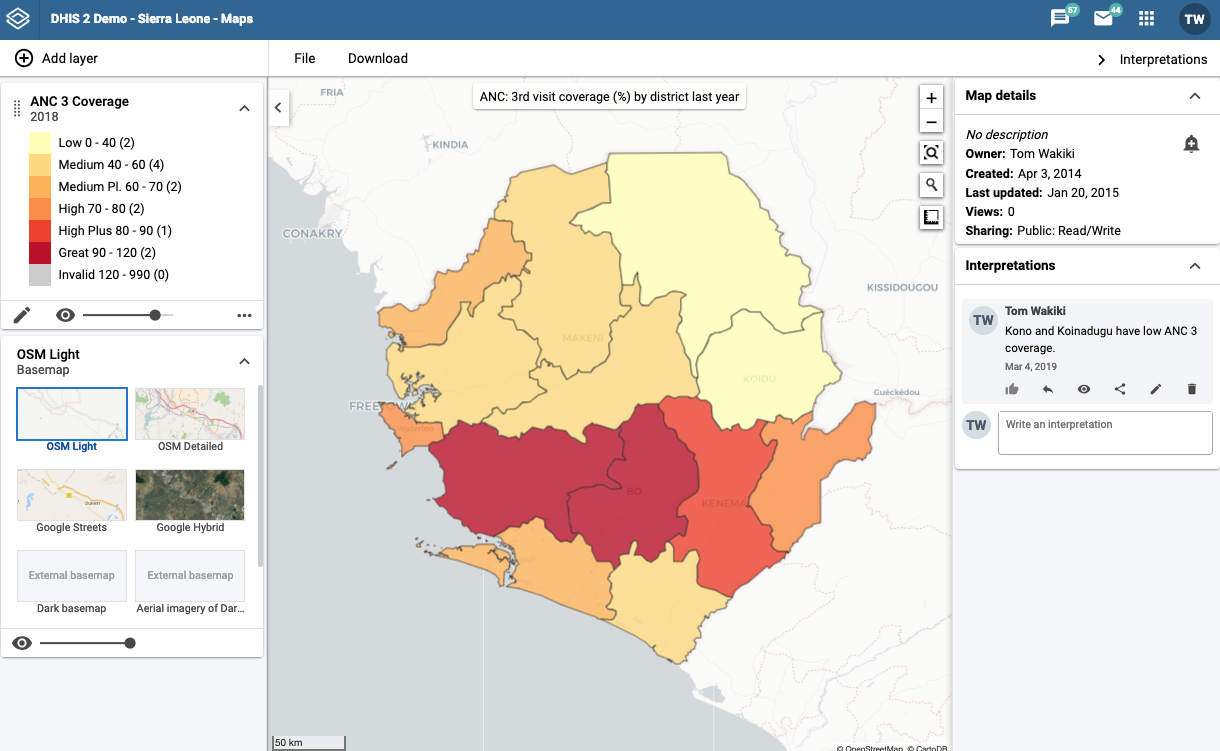 DHIS 2 Demo - Sierra Leone - Maps
57
44
TW
Add layer
File
Download
Interpretations
ANC 3 Coverage
2018
Low 0 - 40 (2)
Medium 40 - 60 (4)
Medium Pl. 60 - 70 (2)
High 70 - 80 (2)
High Plus 80 - 90 (1)
Great 90 - 120 (2)
Invalid 120 - 990 (0)
OSM Light
Basemap
OSM Light
OSM Detailed
Google Streets
Google Hybrid
External basemap
External basemap
Dark basemap
Aerial imagery of Dar...
ANC: 3rd visit coverage (%) by district last year
FRIA
KINDIA
CONAKRY
KISSIDOUGOU
MAKENI
KOIDU
Guéckédou
FREETOWN
Waterloo
BO
KENEMA
50 km
© OpenStreetMap, © CartoDB
Map details
No description
Owner: Tom Wakiki
Created: Apr 3, 2014
Last updated: Jan 20, 2015
Views: 0
Sharing: Public: Read/Write
Interpretations
TW
Tom Wakiki
Kono and Koinadugu have low ANC 3
coverage.
Mar 4, 2019
TW
Write an interpretation